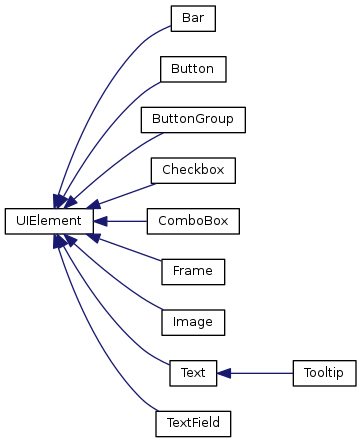 Bar
Button
ButtonGroup
Checkbox
UIElement
ComboBox
Frame
Image
Text
Tooltip
TextField